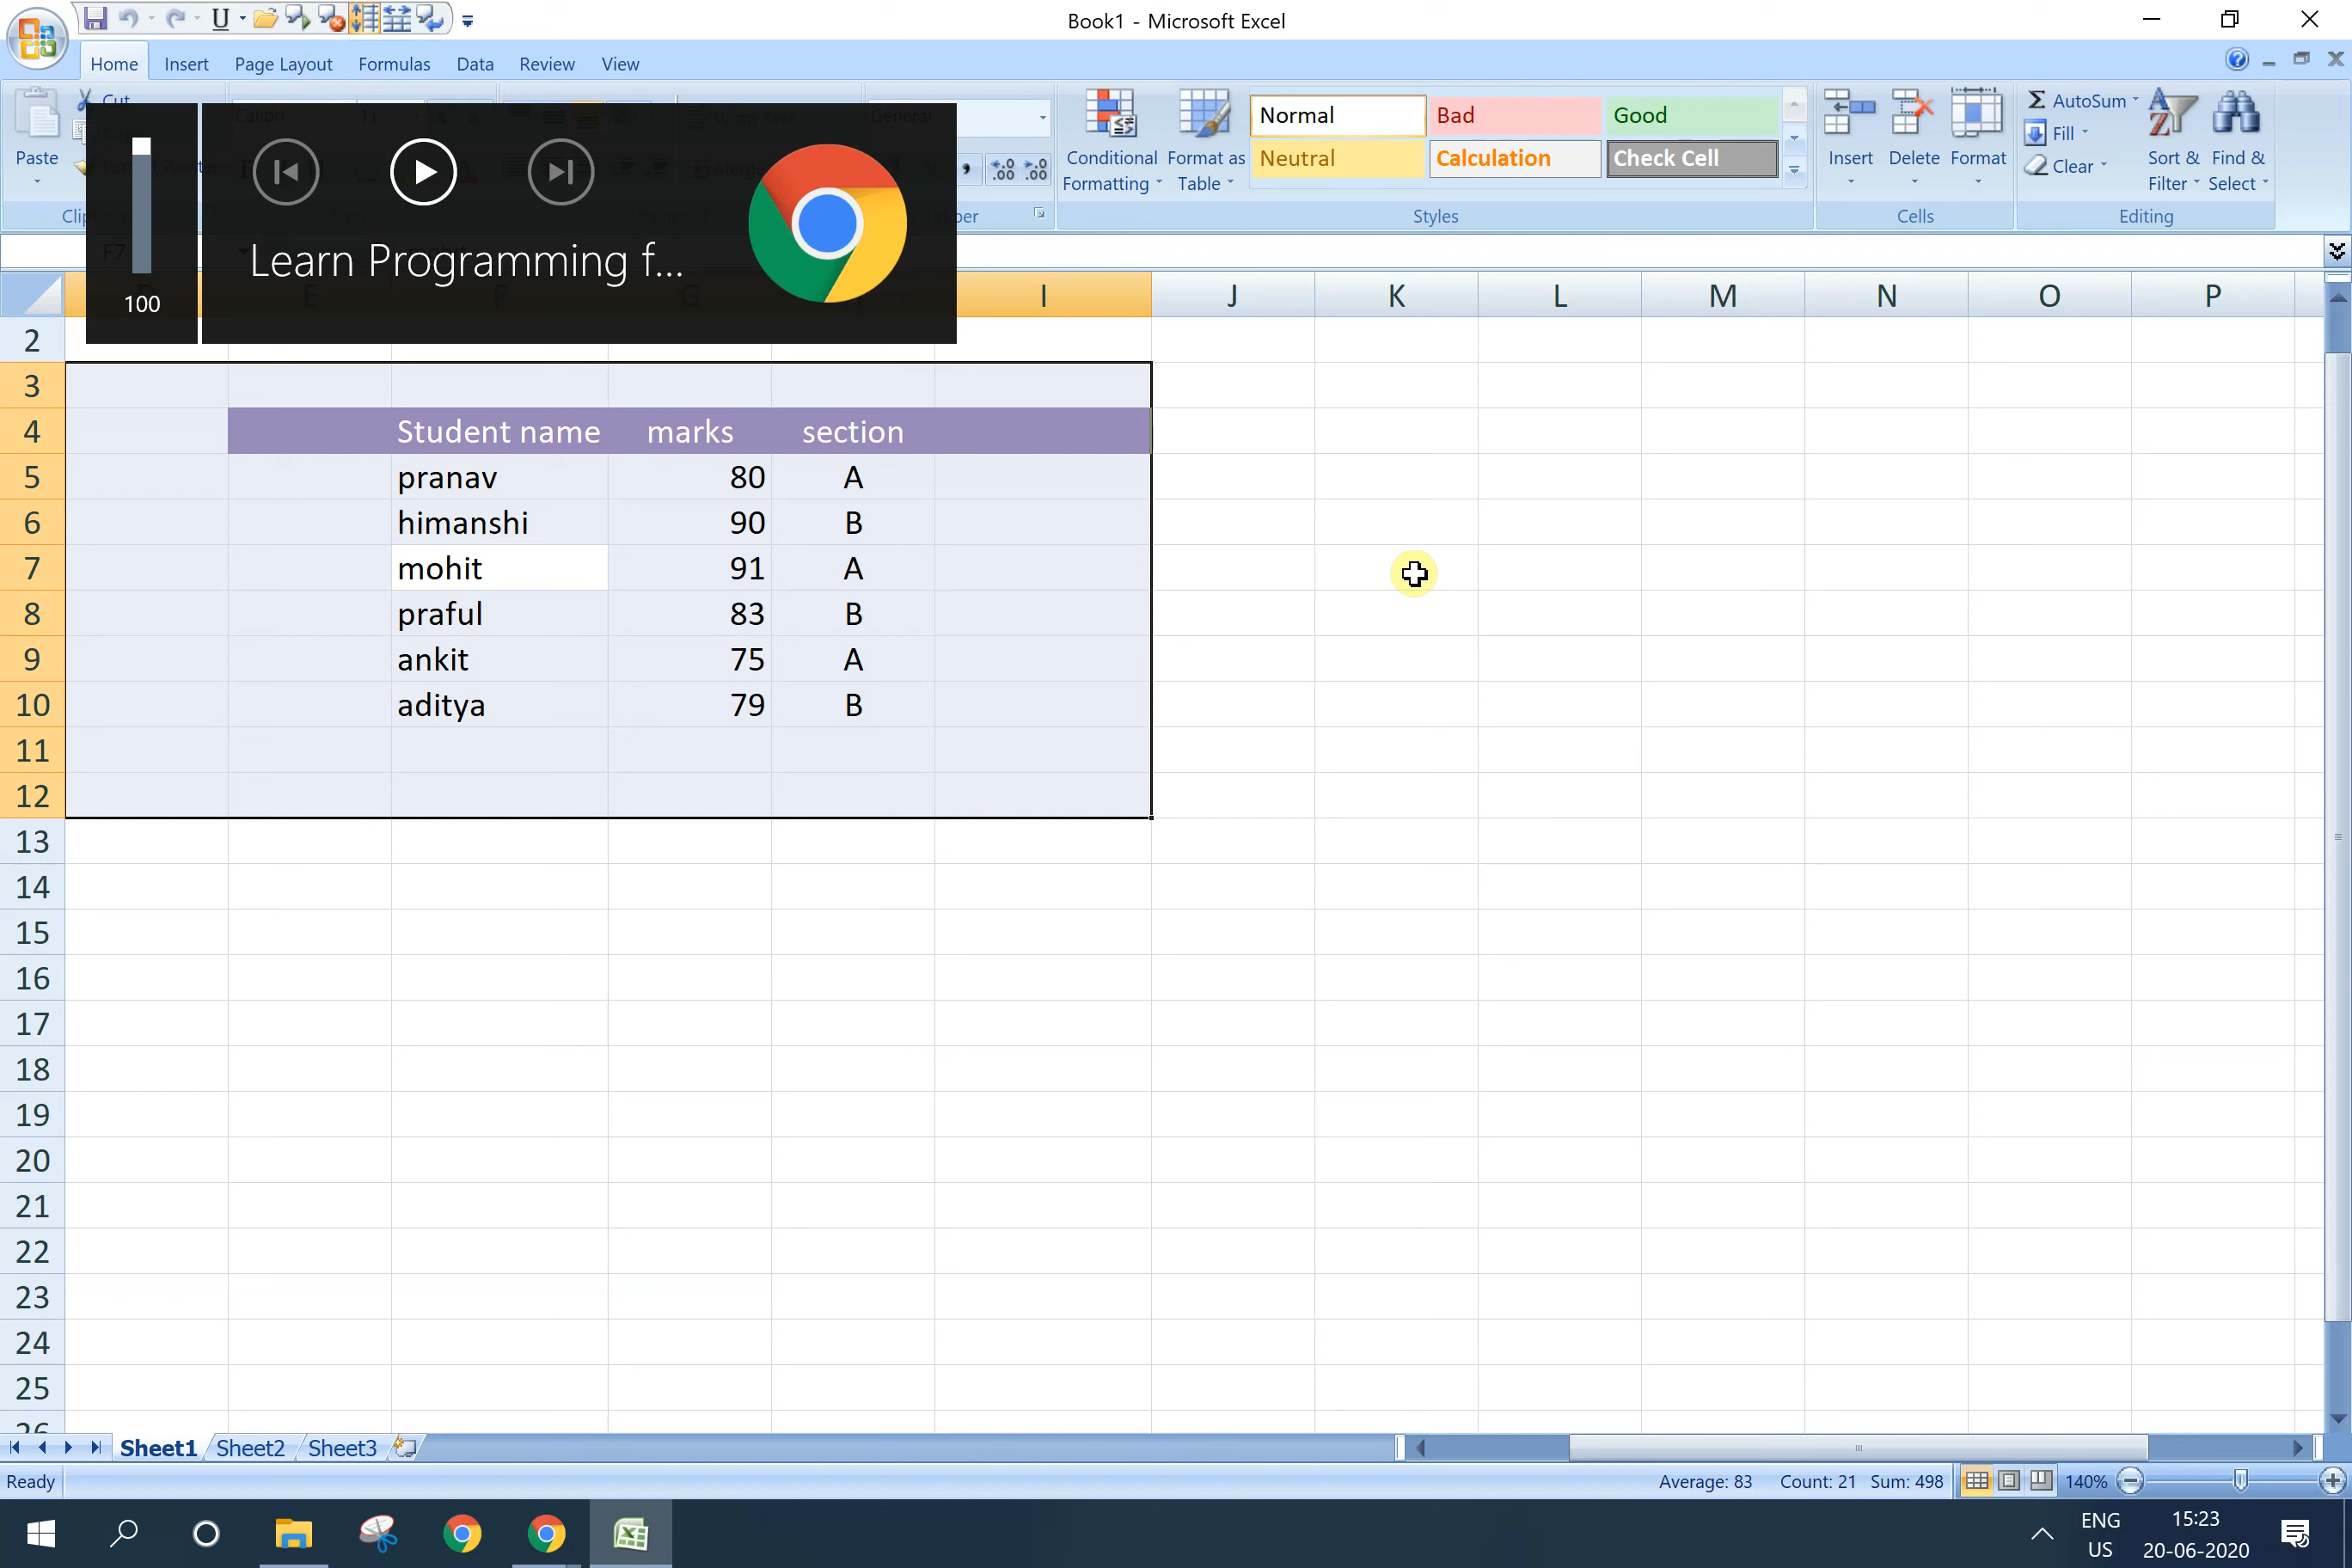 Book1 - Microsoft Excel
Home Insert Page Layout Formulas Data Review View
Cut
Paste
General
Conditional Formatting
Format as Table
Normal Bad Good
Neutral Calculation Check Cell
Insert Delete Format
Σ AutoSum
Fill
Clear
Sort & Filter
Find & Select
Styles Cells Editing
Learn Programming f...
100
F7
D E F G I J K L M N O P
2
3
4 Student name marks section
5 pranav 80 A
6 himanshi 90 B
7 mohit 91 A
8 praful 83 B
9 ankit 75 A
10 aditya 79 B
11
12
13
14
15
16
17
18
19
20
21
22
23
24
25
26
Sheet1 Sheet2 Sheet3
Ready Average: 83 Count: 21 Sum: 498 140%
ENG 15:23
US 20-06-2020